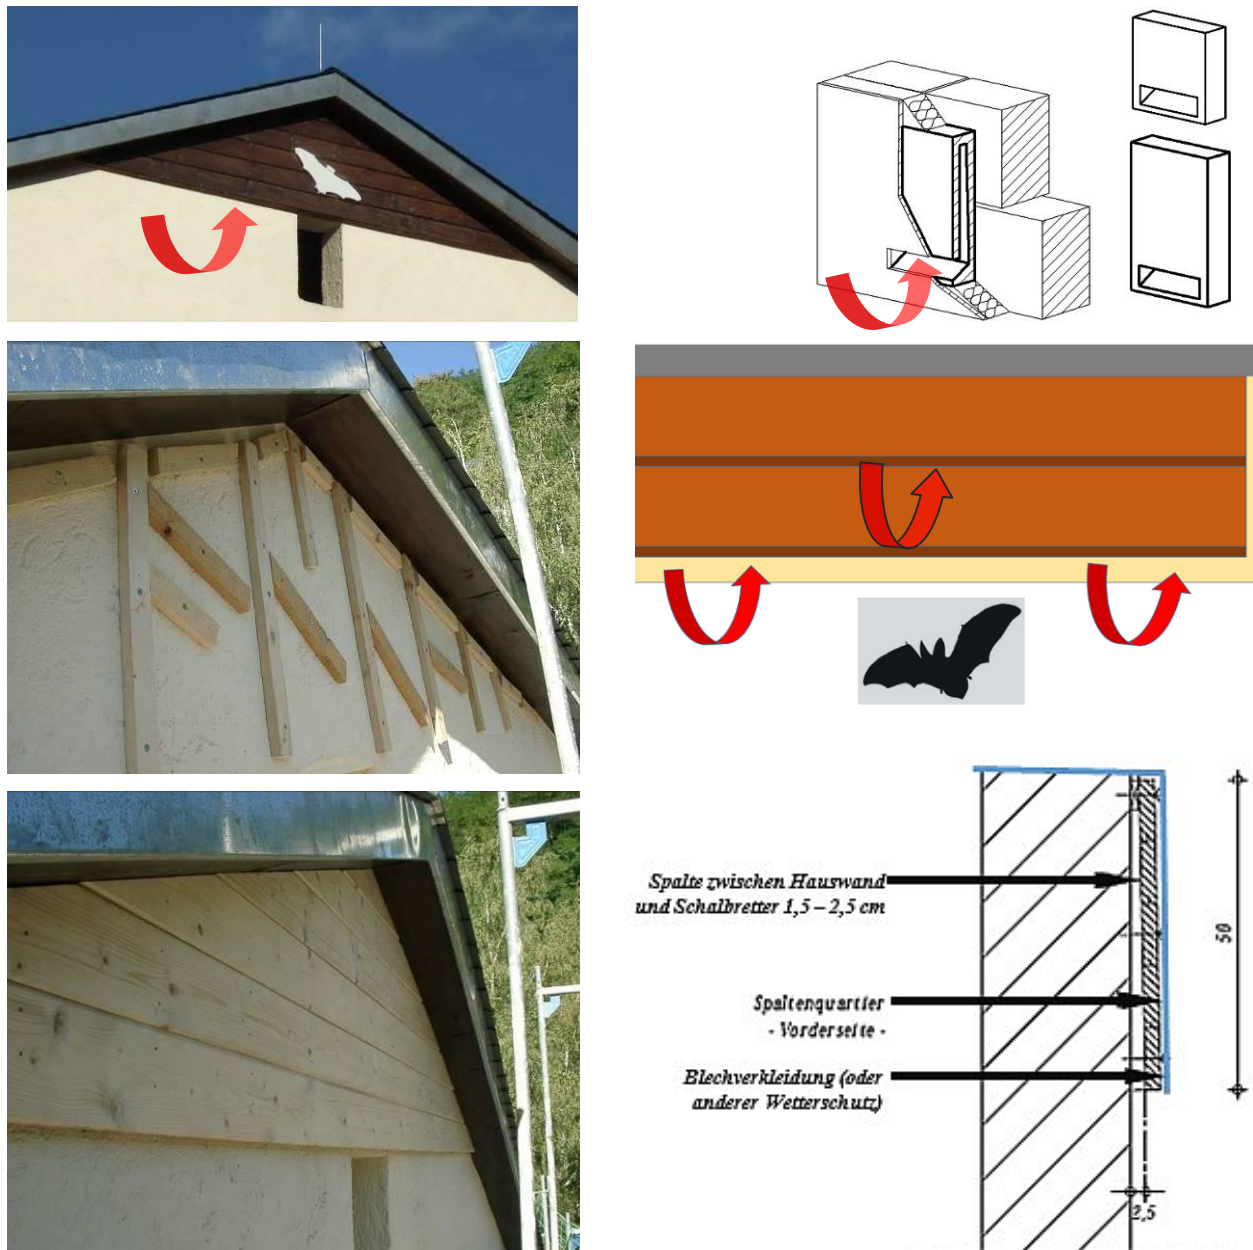 Spalte zwischen Hauswand
und Schalbretter 1,5 – 2,5 cm
50
Spaltenquartier
- Vorderseite -
Blechverkleidung (oder
anderer Wetterschutz)
2,5